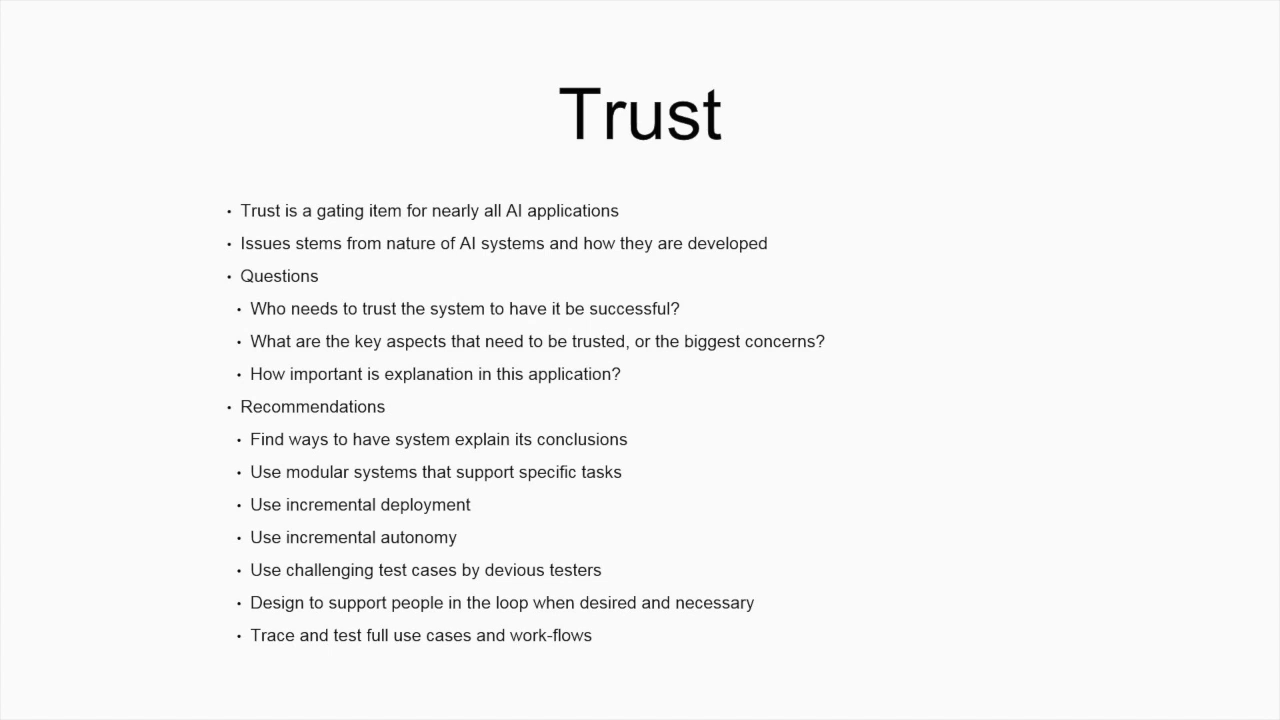 Trust
• Trust is a gating item for nearly all AI applications
• Issues stems from nature of AI systems and how they are developed
• Questions
• Who needs to trust the system to have it be successful?
• What are the key aspects that need to be trusted, or the biggest concerns?
• How important is explanation in this application?
• Recommendations
• Find ways to have system explain its conclusions
• Use modular systems that support specific tasks
• Use incremental deployment
• Use incremental autonomy
• Use challenging test cases by devious testers
• Design to support people in the loop when desired and necessary
• Trace and test full use cases and work-flows